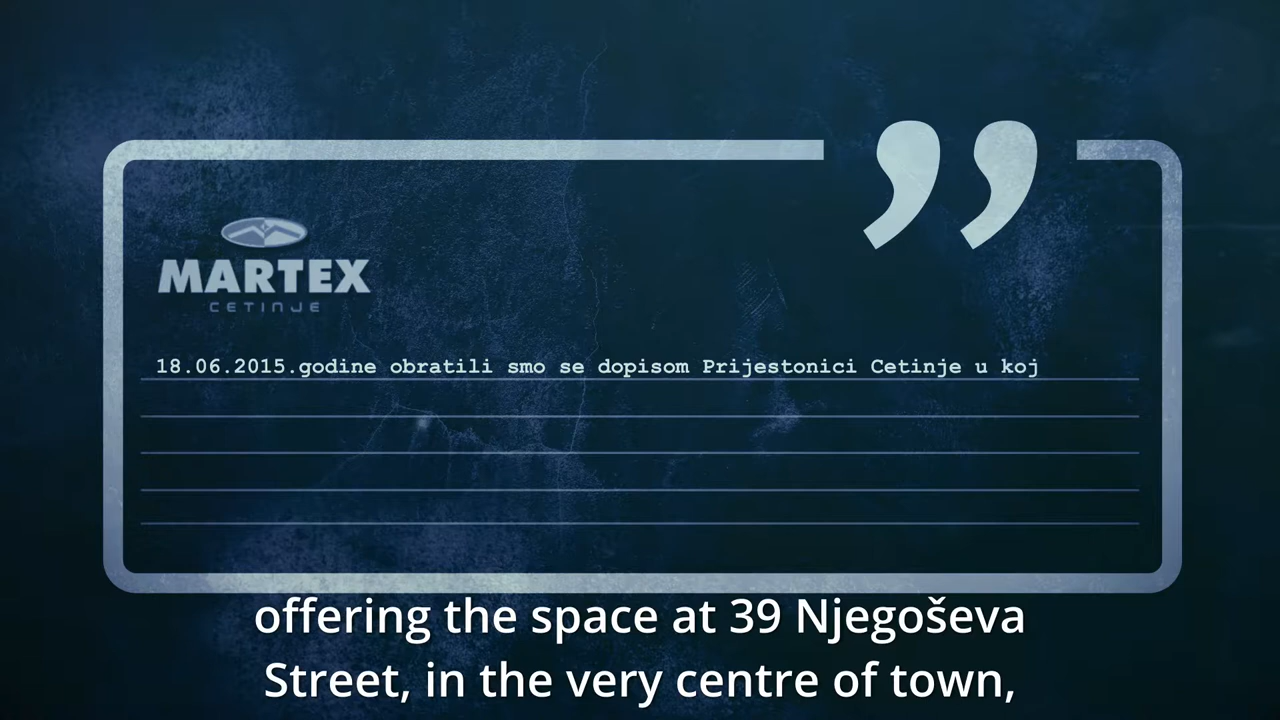 MARTEX
CETINJE
18.06.2015.godine obratili smo se dopisom Prijestonici Cetinje u koj
offering the space at 39 Njegoševa
Street, in the very centre of town,